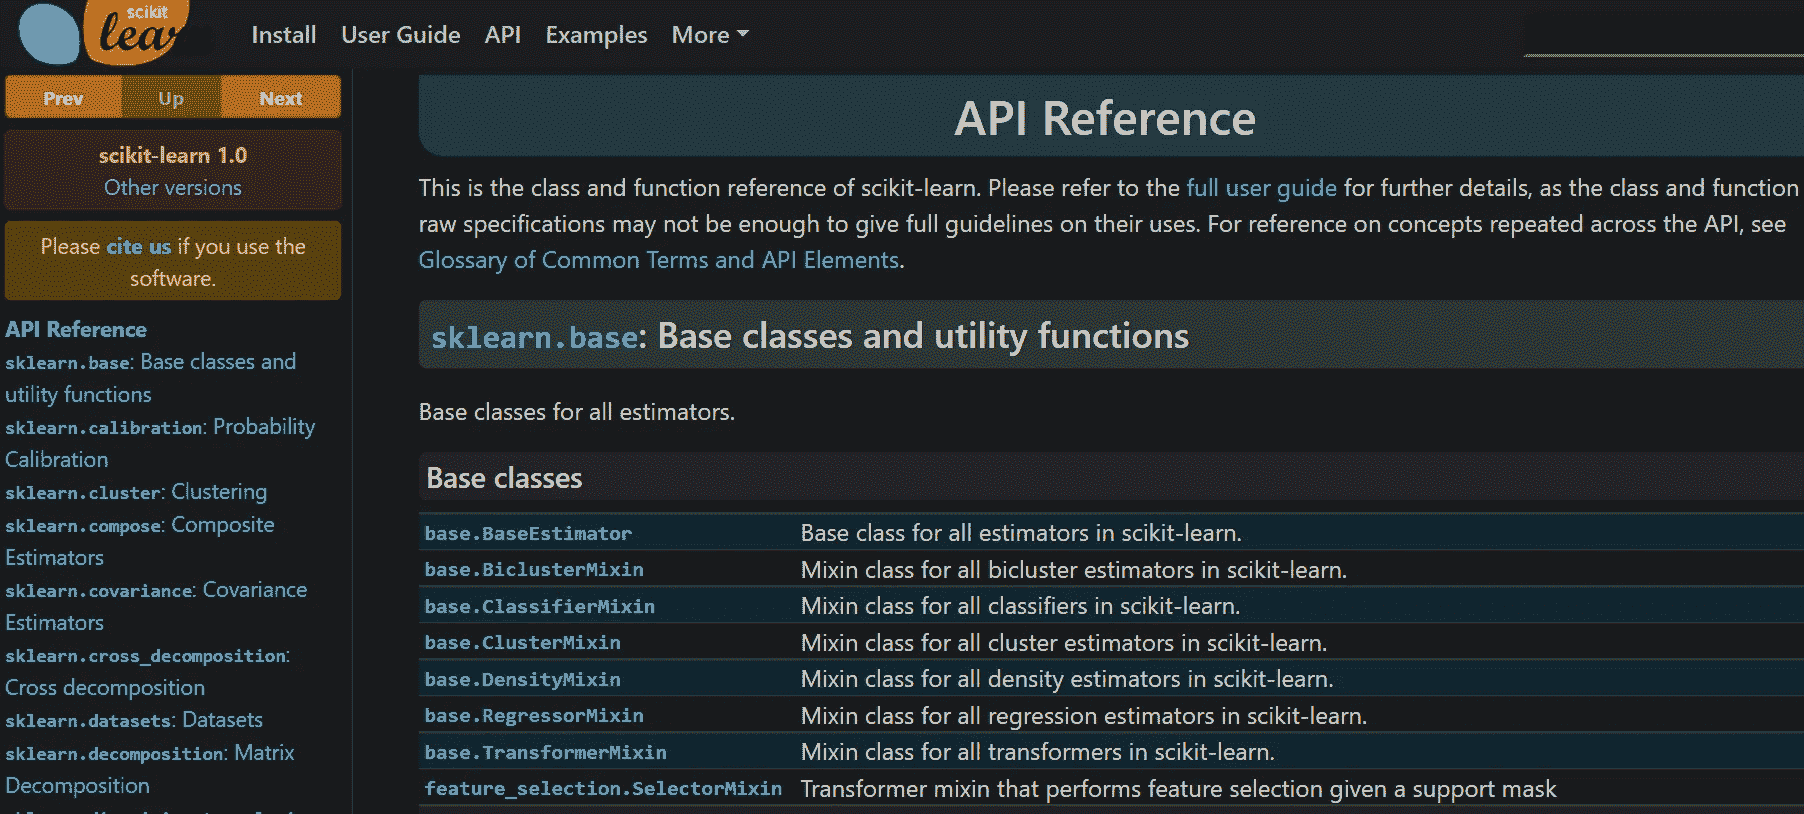 scikit
learn
Install User Guide API Examples More
Prev Up Next
scikit-learn 1.0
Other versions
Please cite us if you use the
software.
API Reference
sklearn.base: Base classes and
utility functions
sklearn.calibration: Probability
Calibration
sklearn.cluster: Clustering
sklearn.compose: Composite
Estimators
sklearn.covariance: Covariance
Estimators
sklearn.cross_decomposition:
Cross decomposition
sklearn.datasets: Datasets
sklearn.decomposition: Matrix
Decomposition
API Reference
This is the class and function reference of scikit-learn. Please refer to the full user guide for further details, as the class and function
raw specifications may not be enough to give full guidelines on their uses. For reference on concepts repeated across the API, see
Glossary of Common Terms and API Elements.
sklearn.base: Base classes and utility functions
Base classes for all estimators.
Base classes
base.BaseEstimator Base class for all estimators in scikit-learn.
base.BiclusterMixin Mixin class for all bicluster estimators in scikit-learn.
base.ClassifierMixin Mixin class for all classifiers in scikit-learn.
base.ClusterMixin Mixin class for all cluster estimators in scikit-learn.
base.DensityMixin Mixin class for all density estimators in scikit-learn.
base.RegressorMixin Mixin class for all regression estimators in scikit-learn.
base.TransformerMixin Mixin class for all transformers in scikit-learn.
feature_selection.SelectorMixin Transformer mixin that performs feature selection given a support mask